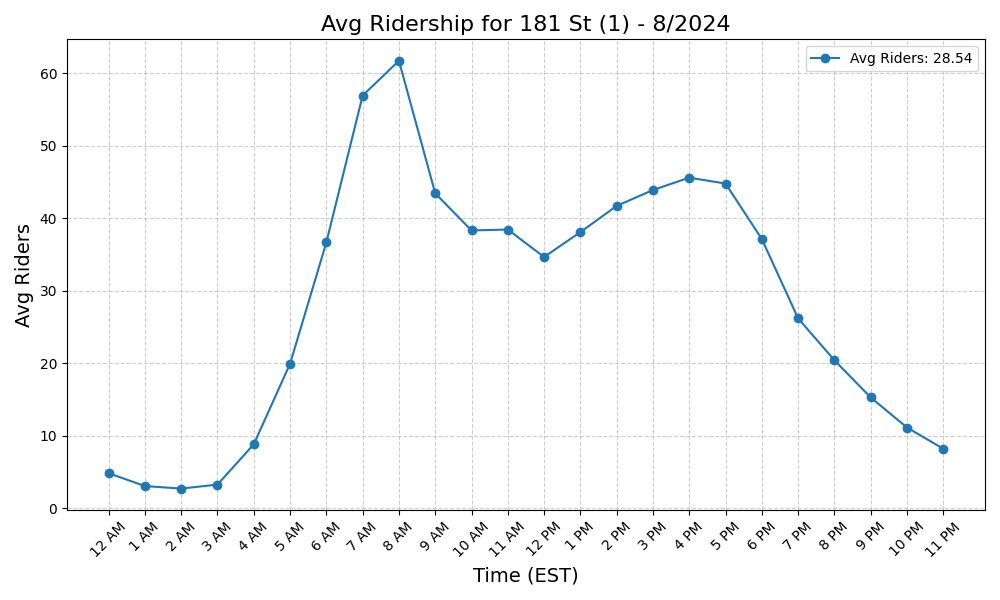 Avg Ridership for 181 St (1) - 8/2024
Avg Riders: 28.54
Avg Riders
60
50
40
30
20
10
0
12 AM
1 AM
2 AM
3 AM
4 AM
5 AM
6 AM
7 AM
8 AM
9 AM
10 AM
11 AM
12 PM
1 PM
2 PM
3 PM
4 PM
5 PM
6 PM
7 PM
8 PM
9 PM
10 PM
11 PM
Time (EST)